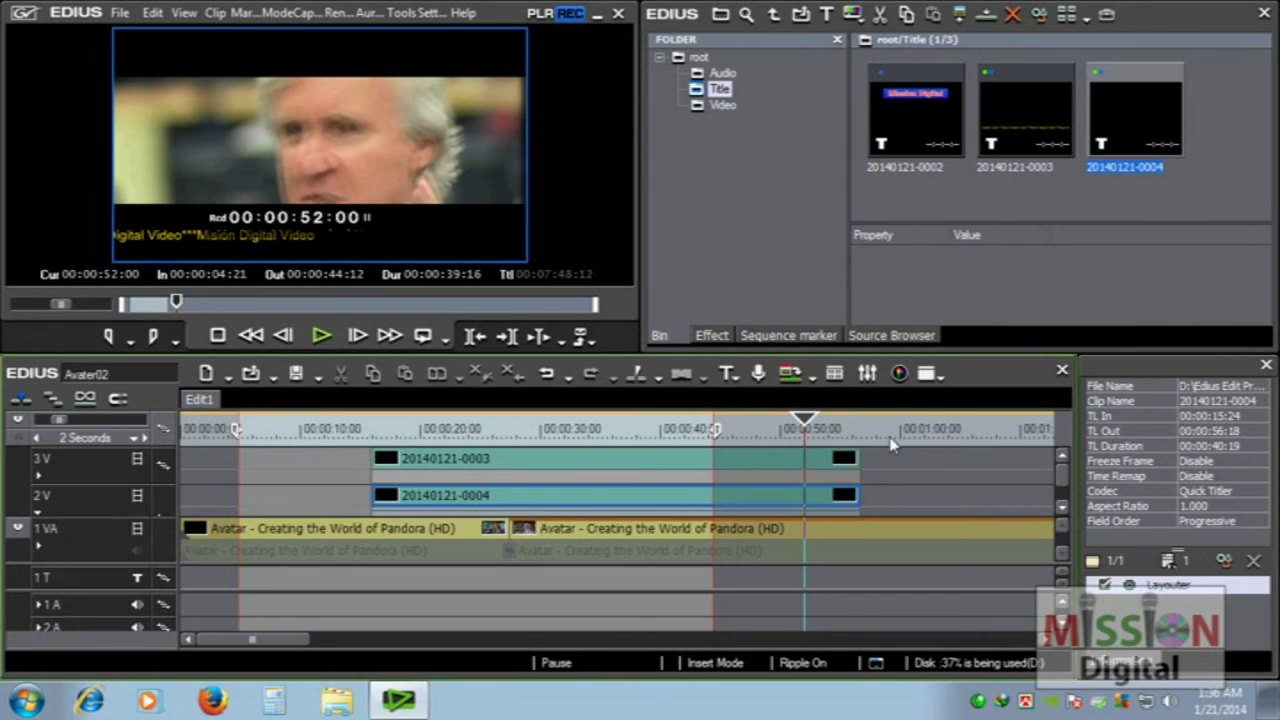 File Edit View Clip Mar... ModeCap... Ren... Aur... Tools Sett... Help PLR REC
Rcd 00:00:52:00
igital Video***Misión Digital Video
Cur 00:00:52:00 In 00:00:04:21 Out 00:00:44:12 Dur 00:00:39:16 Ttl 00:07:48:12
EDIUS
FOLDER
root
Audio
Title
Video
root/Title (1/3)
Mission Digital
T T T
20140121-0002 20140121-0003 20140121-0004
Property Value
Bin Effect Sequence marker Source Browser
EDIUS Avater02
Edit1
2 Seconds
00:00:00:0 00:00:10:00 00:00:20:00 00:00:30:00 00:00:40: 00:00:50:00 00:01:00:00 00:01:
3 V 20140121-0003
2 V 20140121-0004
1 VA Avatar - Creating the World of Pandora (HD) Avatar - Creating the World of Pandora (HD)
Avatar - Creating the World of Pandora (HD) Avatar - Creating the World of Pandora (HD)
1 T T
1 A
2 A
Pause Insert Mode Ripple On Disk :37% is being used(D:)
File Name D:\Edius Edit Pr...
Clip Name 20140121-0004
TL In 00:00:15:24
TL Out 00:00:56:18
TL Duration 00:00:40:19
Freeze Frame Disable
Time Remap Disable
Codec Quick Titler
Aspect Ratio 1.000
Field Order Progressive
1/1 1
Layouter
MISSION
Digital
1:36 AM
1/21/2014